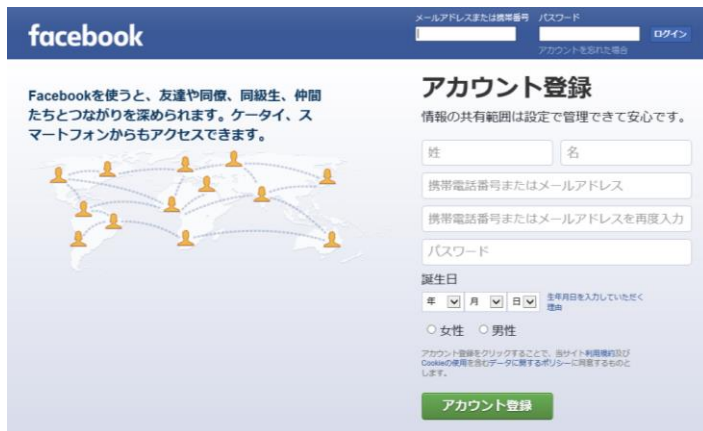 facebook
メールアドレスまたは携帯番号
パスワード
ログイン
アカウントを忘れた場合
Facebookを使うと、友達や同僚、同級生、仲間
たちとつながりを深められます。ケータイ、ス
マートフォンからもアクセスできます。
アカウント登録
情報の共有範囲は設定で管理できて安心です。
姓
名
携帯電話番号またはメールアドレス
携帯電話番号またはメールアドレスを再度入力
パスワード
誕生日
年 月 日
生年月日を入力していただく
理由
女性 男性
アカウント登録をクリックすることで、当サイト利用規約及び
Cookieの使用を含むデータに関するポリシーに同意するものと
します。
アカウント登録